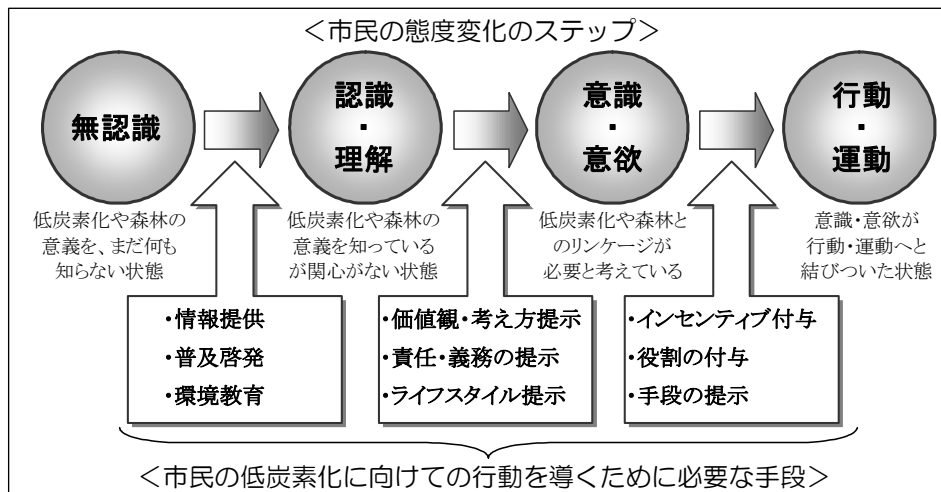 ＜市民の態度変化のステップ＞
無認識
認識
・
理解
意識
・
意欲
行動
・
運動
低炭素化や森林の
意義を、まだ何も
知らない状態
低炭素化や森林の
意義を知っている
が関心がない状態
低炭素化や森林と
のリンケージが
必要と考えている
意識・意欲が
行動・運動へと
結びついた状態
・情報提供
・普及啓発
・環境教育
・価値観・考え方提示
・責任・義務の提示
・ライフスタイル提示
・インセンティブ付与
・役割の付与
・手段の提示
＜市民の低炭素化に向けての行動を導くために必要な手段＞